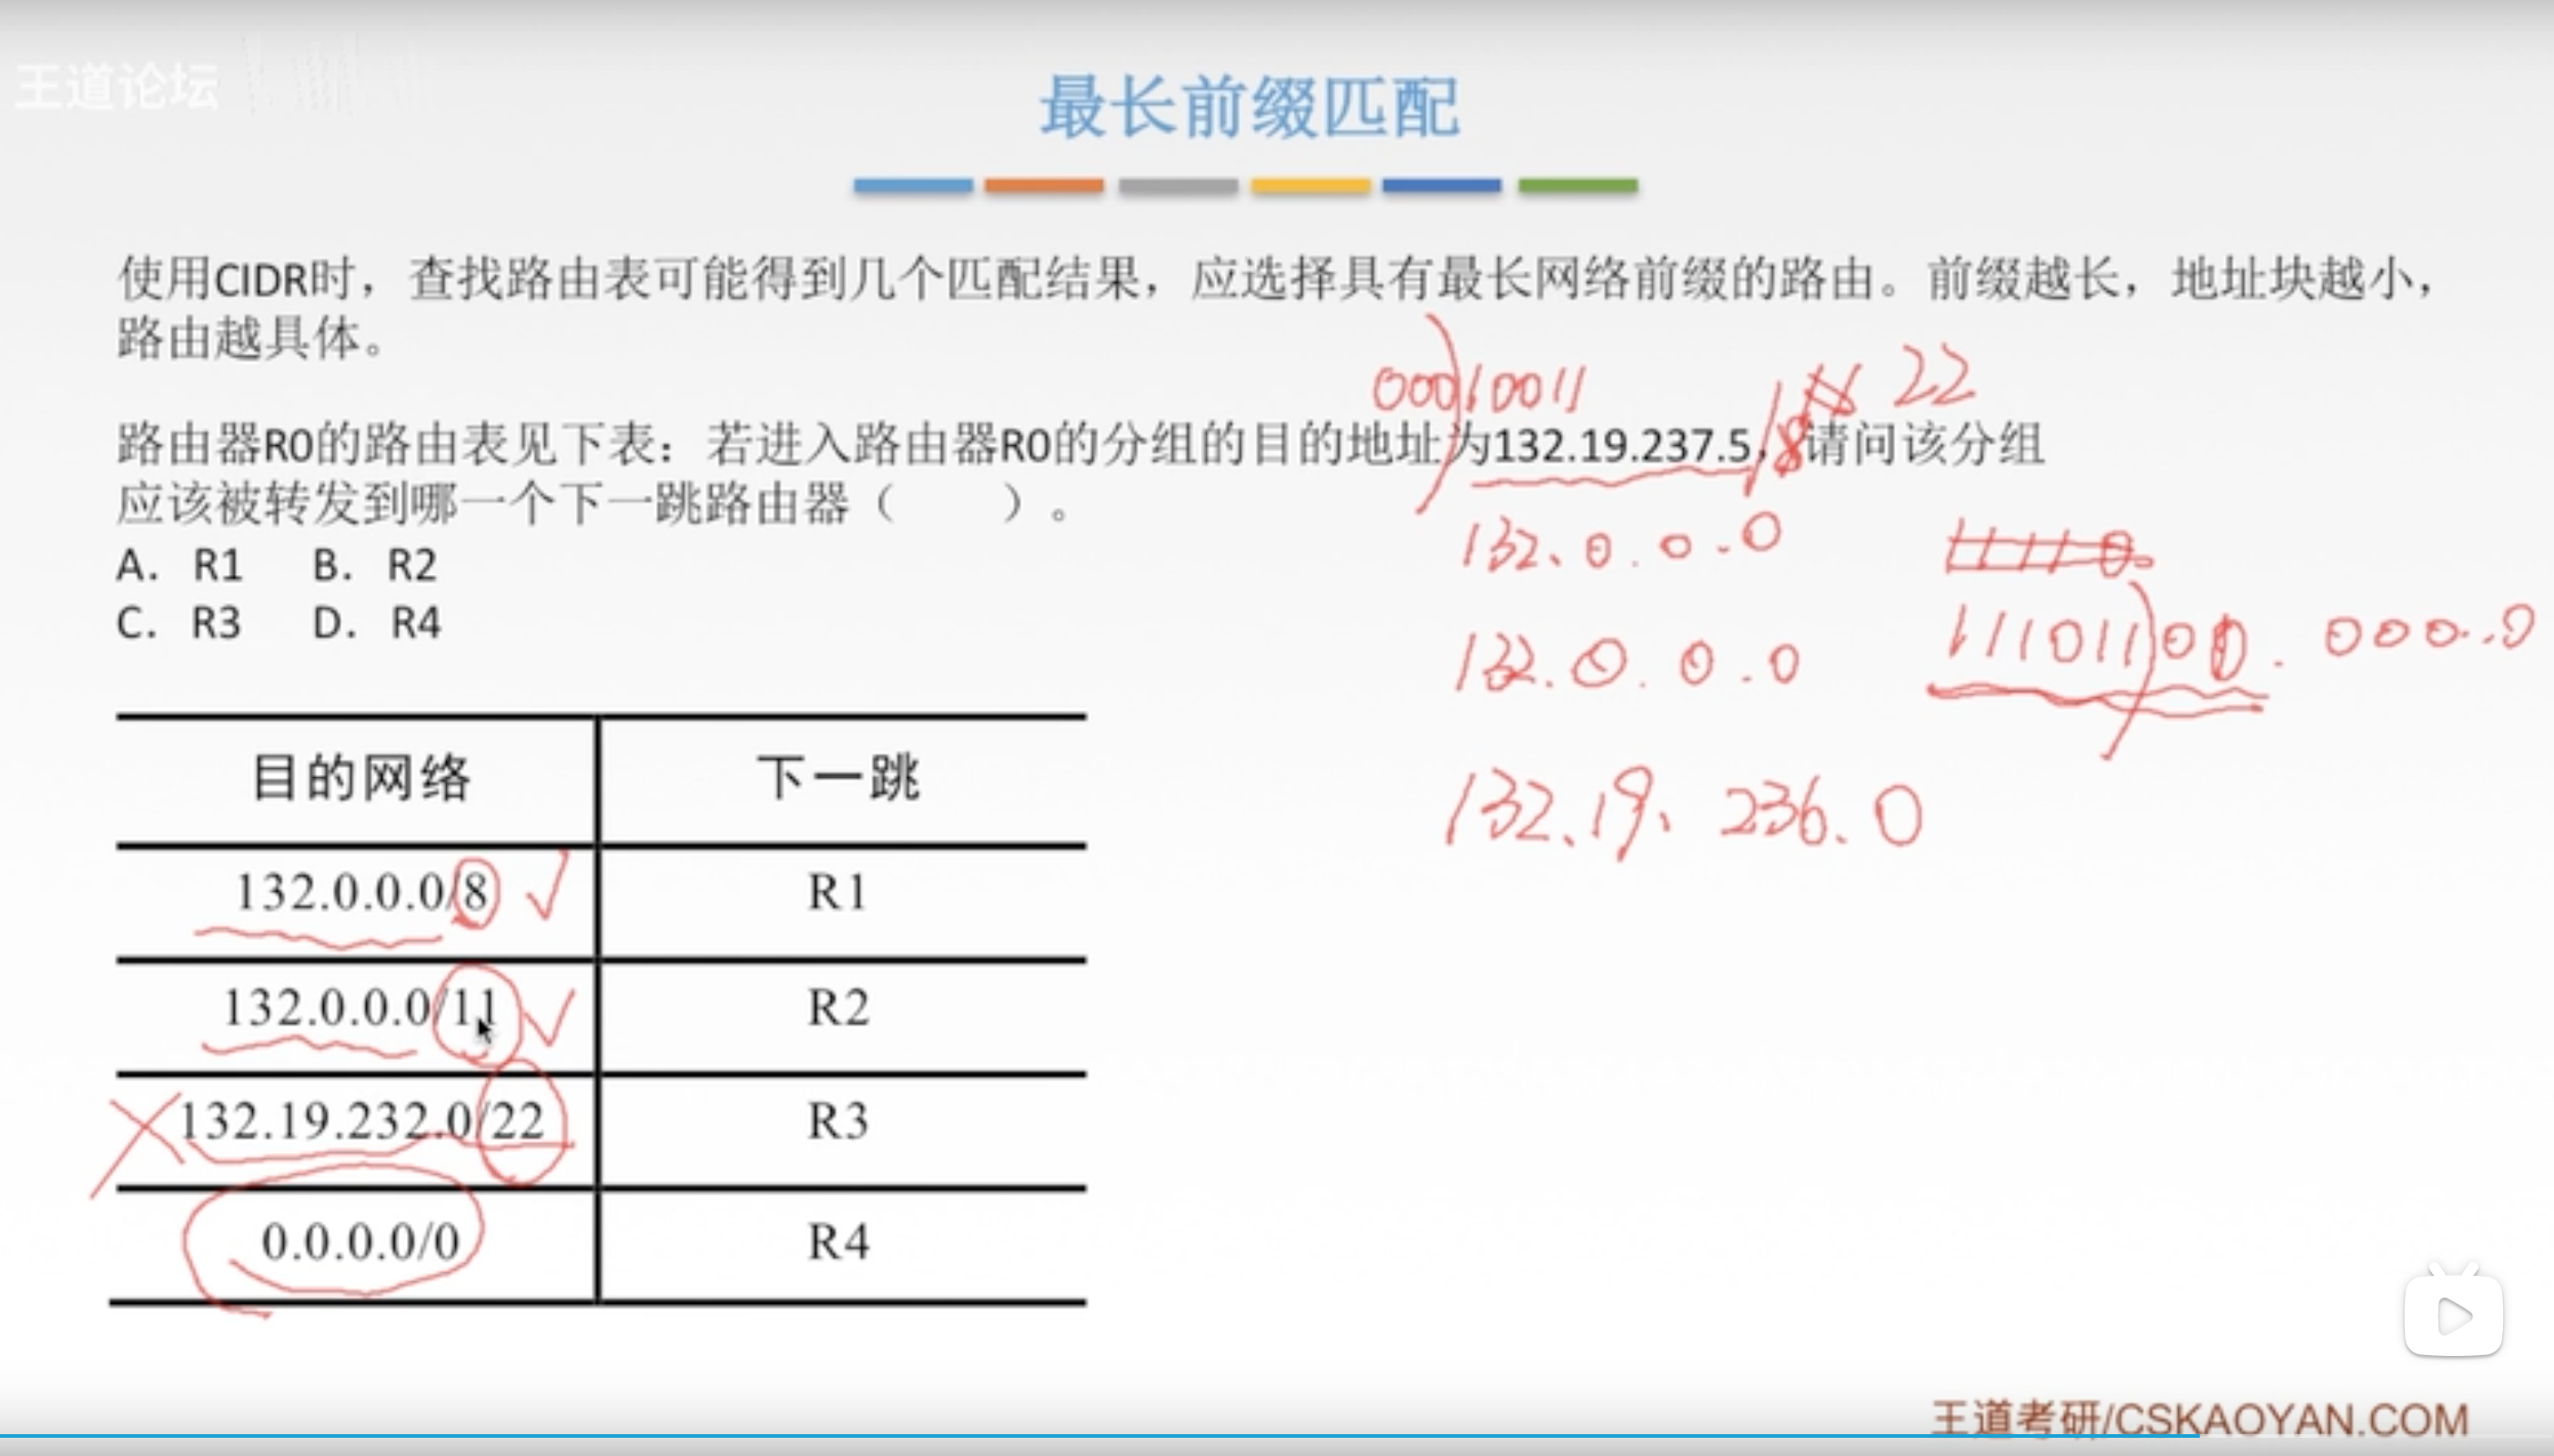 王道论坛
最长前缀匹配
使用CIDR时，查找路由表可能得到几个匹配结果，应选择具有最长网络前缀的路由。前缀越长，地址块越小，
路由越具体。
00010011
22
路由器R0的路由表见下表：若进入路由器R0的分组的目的地址为132.19.237.5，请问该分组
应该被转发到哪一个下一跳路由器（　　）。
132.0.0.0
A. R1 B. R2
C. R3 D. R4
132.0.0.0
11101100.000..0
目的网络 下一跳
132.19.236.0
132.0.0.0/8 R1
132.0.0.0/11 R2
132.19.232.0/22 R3
0.0.0.0/0 R4
王道考研/CSKAOYAN.COM